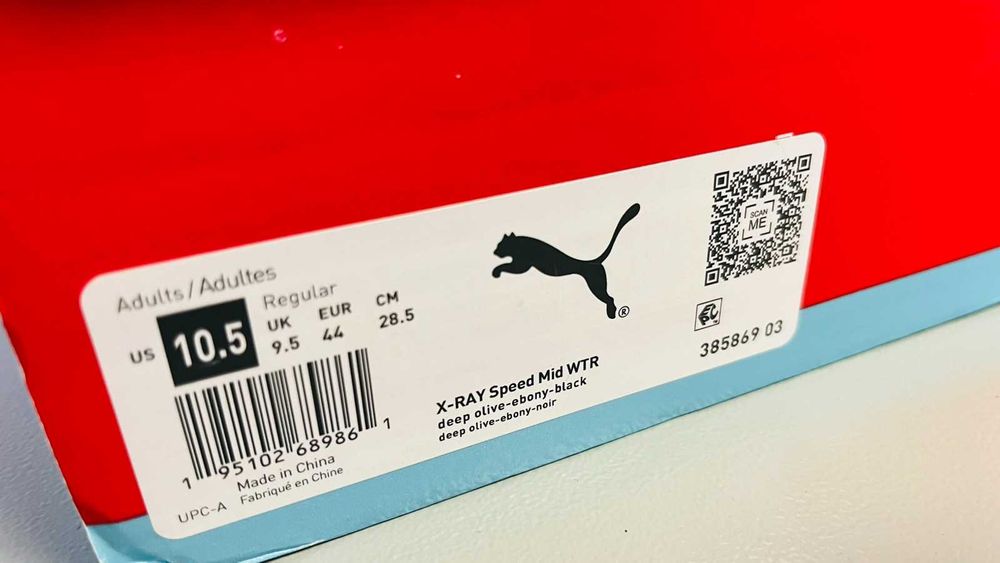 Adults/Adultes
Regular
US 10.5
UK EUR CM
9.5 44 28.5
1 95102 68986 1
Made in China
Fabriqué en Chine
UPC-A
X-RAY Speed Mid WTR
deep olive-ebony-black
deep olive-ebony-noir
®
SCAN
ME
385869 03